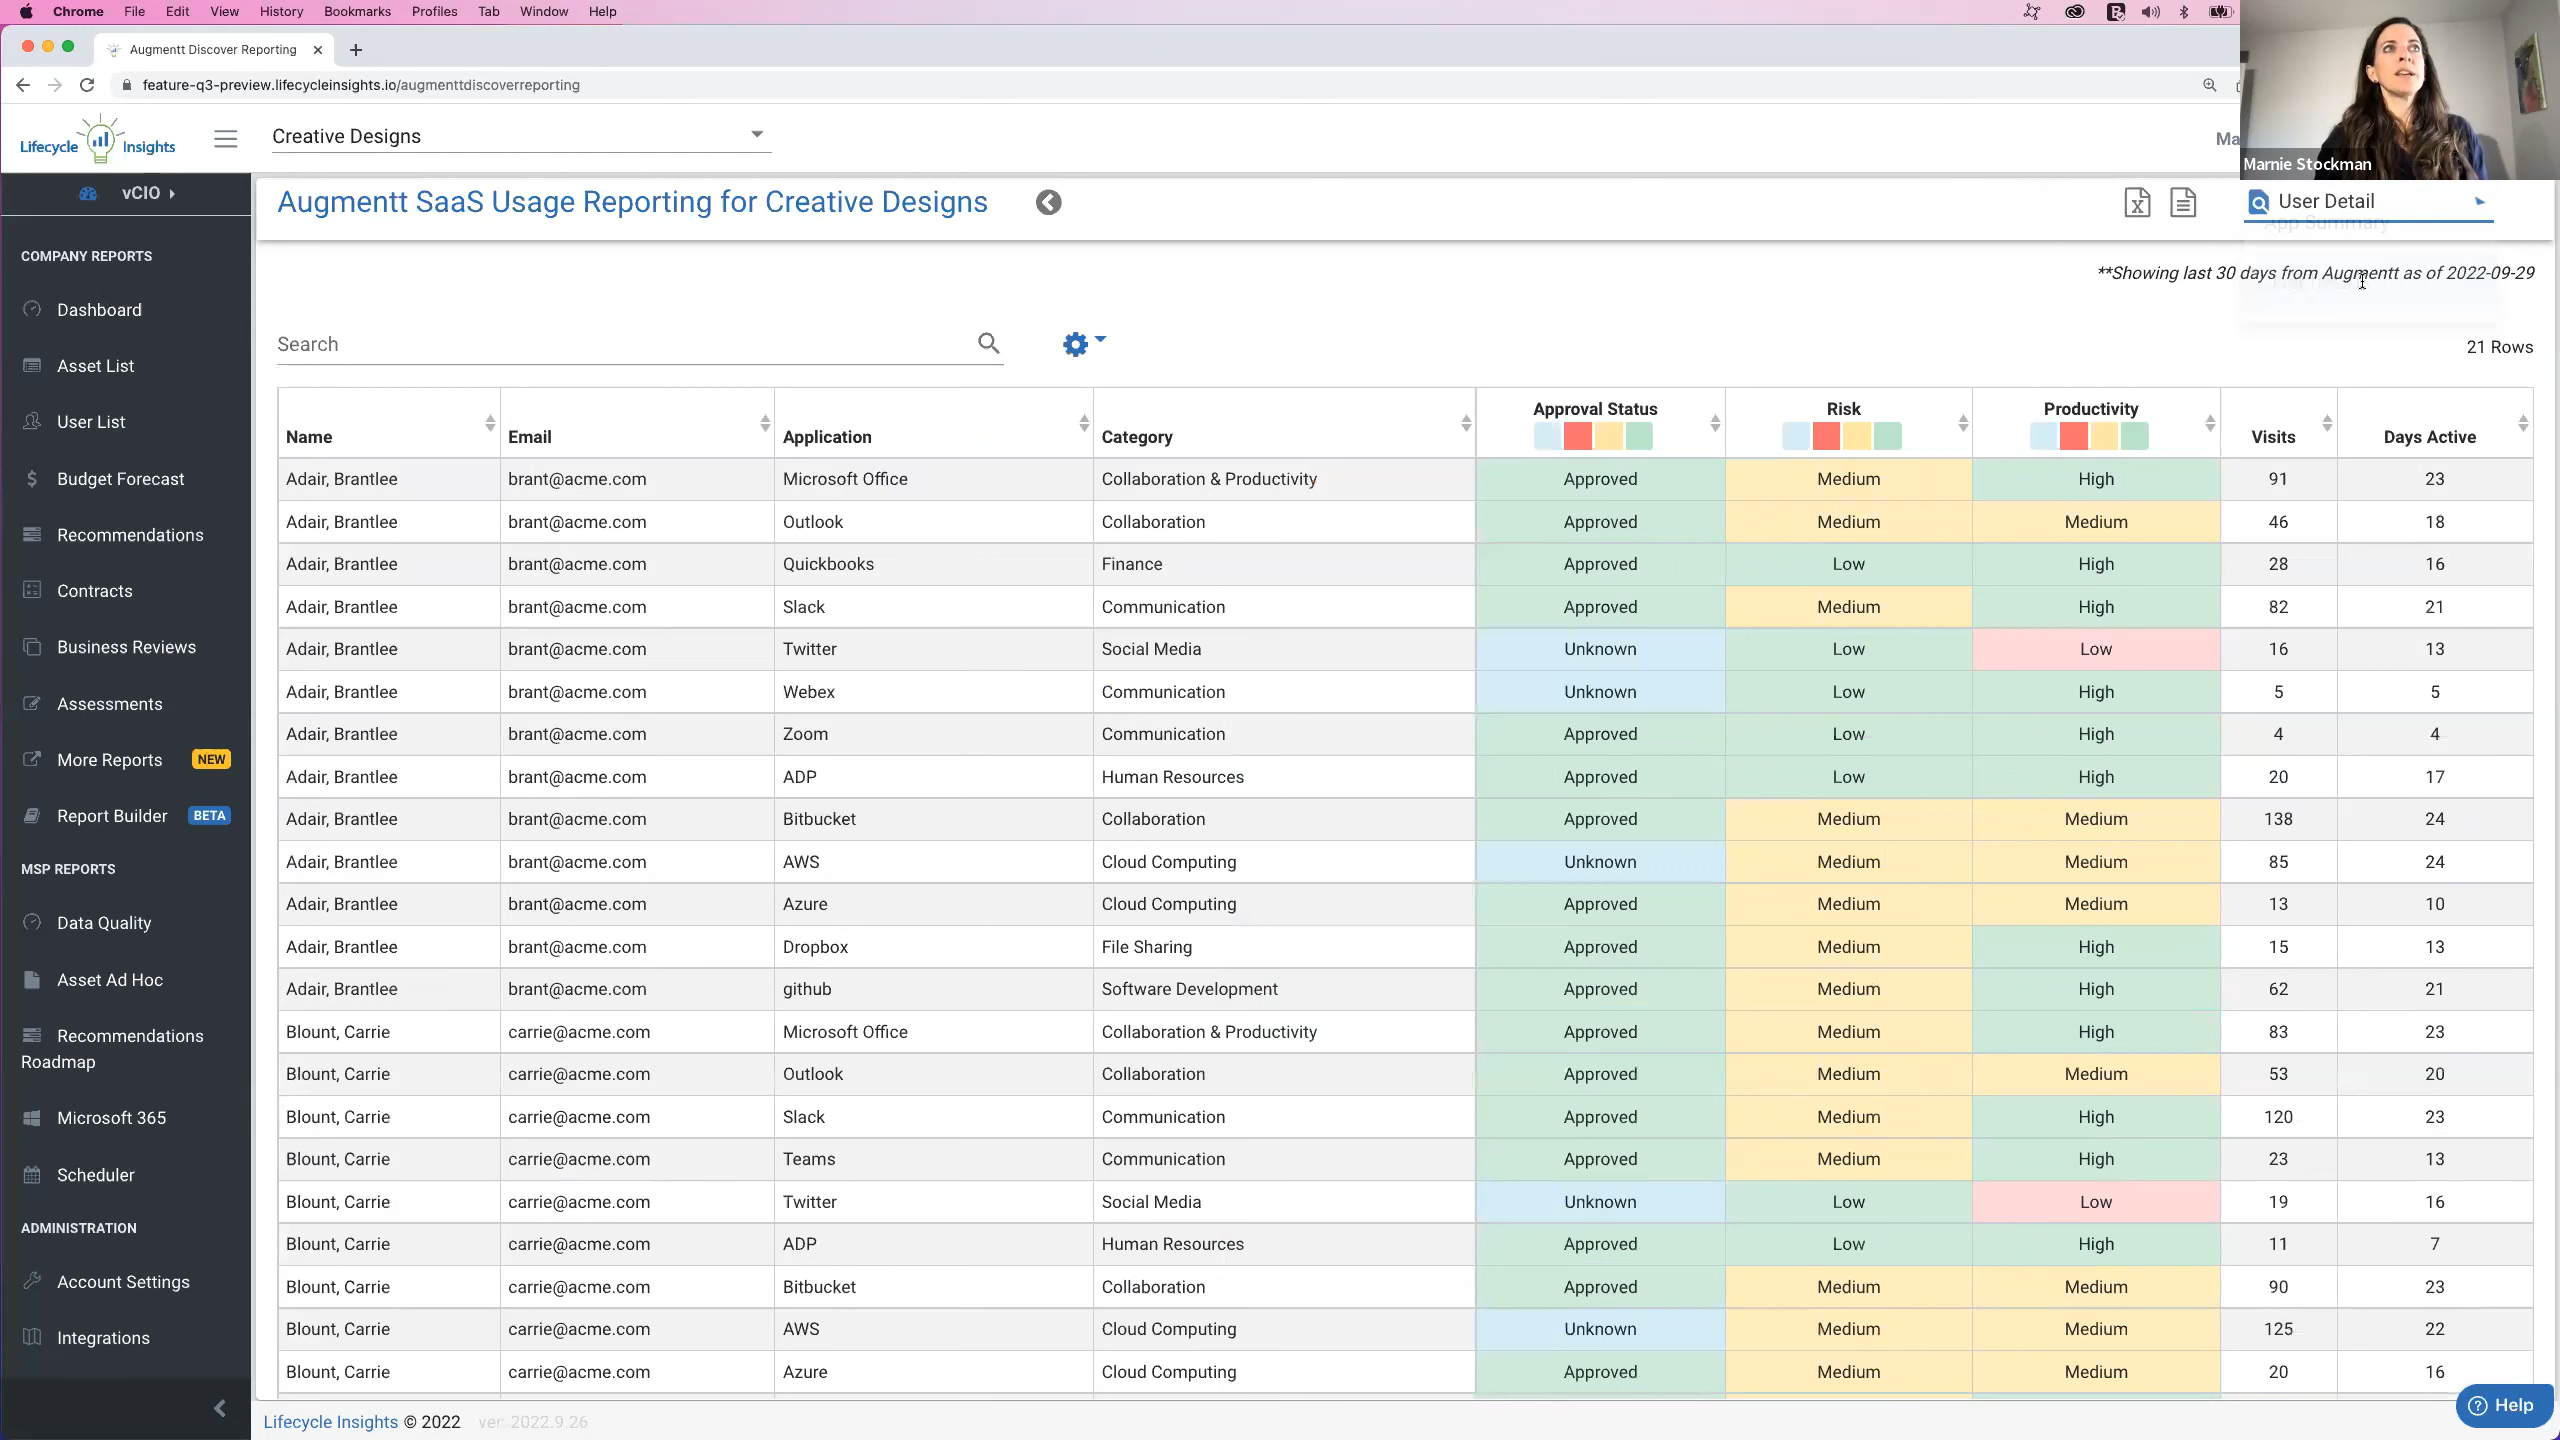 Chrome File Edit View History Bookmarks Profiles Tab Window Help
Augmentt Discover Reporting
feature-q3-preview.lifecycleinsights.io/augmenttdiscoverreporting
Lifecycle Insights
Creative Designs
Ma
Marnie Stockman
vCIO
Augmentt SaaS Usage Reporting for Creative Designs
User Detail
App Summary
**Showing last 30 days from Augmentt as of 2022-09-29
Search
21 Rows
COMPANY REPORTS
Dashboard
Asset List
User List
Budget Forecast
Recommendations
Contracts
Business Reviews
Assessments
More Reports NEW
Report Builder BETA
MSP REPORTS
Data Quality
Asset Ad Hoc
Recommendations
Roadmap
Microsoft 365
Scheduler
ADMINISTRATION
Account Settings
Integrations
Name Email Application Category Approval Status Risk Productivity Visits Days Active
Adair, Brantlee brant@acme.com Microsoft Office Collaboration & Productivity Approved Medium High 91 23
Adair, Brantlee brant@acme.com Outlook Collaboration Approved Medium Medium 46 18
Adair, Brantlee brant@acme.com Quickbooks Finance Approved Low High 28 16
Adair, Brantlee brant@acme.com Slack Communication Approved Medium High 82 21
Adair, Brantlee brant@acme.com Twitter Social Media Unknown Low Low 16 13
Adair, Brantlee brant@acme.com Webex Communication Unknown Low High 5 5
Adair, Brantlee brant@acme.com Zoom Communication Approved Low High 4 4
Adair, Brantlee brant@acme.com ADP Human Resources Approved Low High 20 17
Adair, Brantlee brant@acme.com Bitbucket Collaboration Approved Medium Medium 138 24
Adair, Brantlee brant@acme.com AWS Cloud Computing Unknown Medium Medium 85 24
Adair, Brantlee brant@acme.com Azure Cloud Computing Approved Medium Medium 13 10
Adair, Brantlee brant@acme.com Dropbox File Sharing Approved Medium High 15 13
Adair, Brantlee brant@acme.com github Software Development Approved Medium High 62 21
Blount, Carrie carrie@acme.com Microsoft Office Collaboration & Productivity Approved Medium High 83 23
Blount, Carrie carrie@acme.com Outlook Collaboration Approved Medium Medium 53 20
Blount, Carrie carrie@acme.com Slack Communication Approved Medium High 120 23
Blount, Carrie carrie@acme.com Teams Communication Approved Medium High 23 13
Blount, Carrie carrie@acme.com Twitter Social Media Unknown Low Low 19 16
Blount, Carrie carrie@acme.com ADP Human Resources Approved Low High 11 7
Blount, Carrie carrie@acme.com Bitbucket Collaboration Approved Medium Medium 90 23
Blount, Carrie carrie@acme.com AWS Cloud Computing Unknown Medium Medium 125 22
Blount, Carrie carrie@acme.com Azure Cloud Computing Approved Medium Medium 20 16
Lifecycle Insights © 2022 ver: 2022.9.26
Help